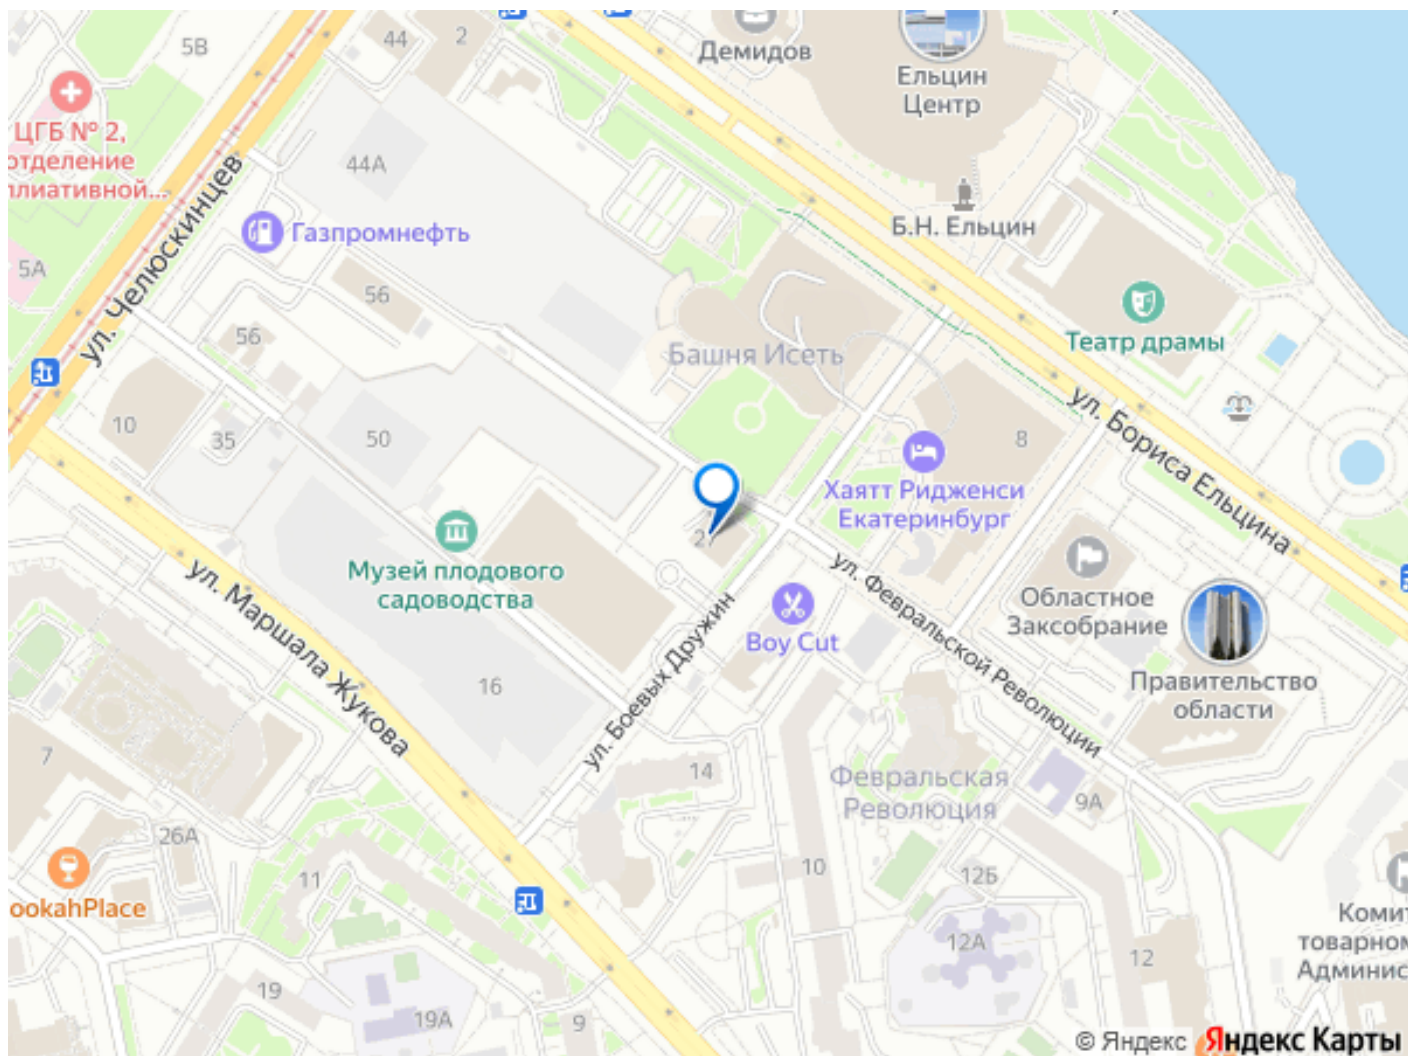 5В
44
2
Демидов
Ельцин
Центр
ЦГБ № 2,
отделение
ллиативной...
44А
ул. Челюскинцев
Газпромнефть
Б.Н. Ельцин
5А
56
56
Башня Исеть
Театр драмы
10
35
50
8
ул. Бориса Ельцина
Хаятт Ридженси
Екатеринбург
Музей плодового
садоводства
ул. Маршала Жукова
ул. Февральской Революции
Областное
Заксобрание
Boy Cut
ул. Боевых Дружин
16
Правительство
области
7
14
Февральская
Революция
9А
26А
11
10
12Б
ookahPlace
12А
12
Комит
товарном
Админис
19
19А
9
© Яндекс Яндекс Карты